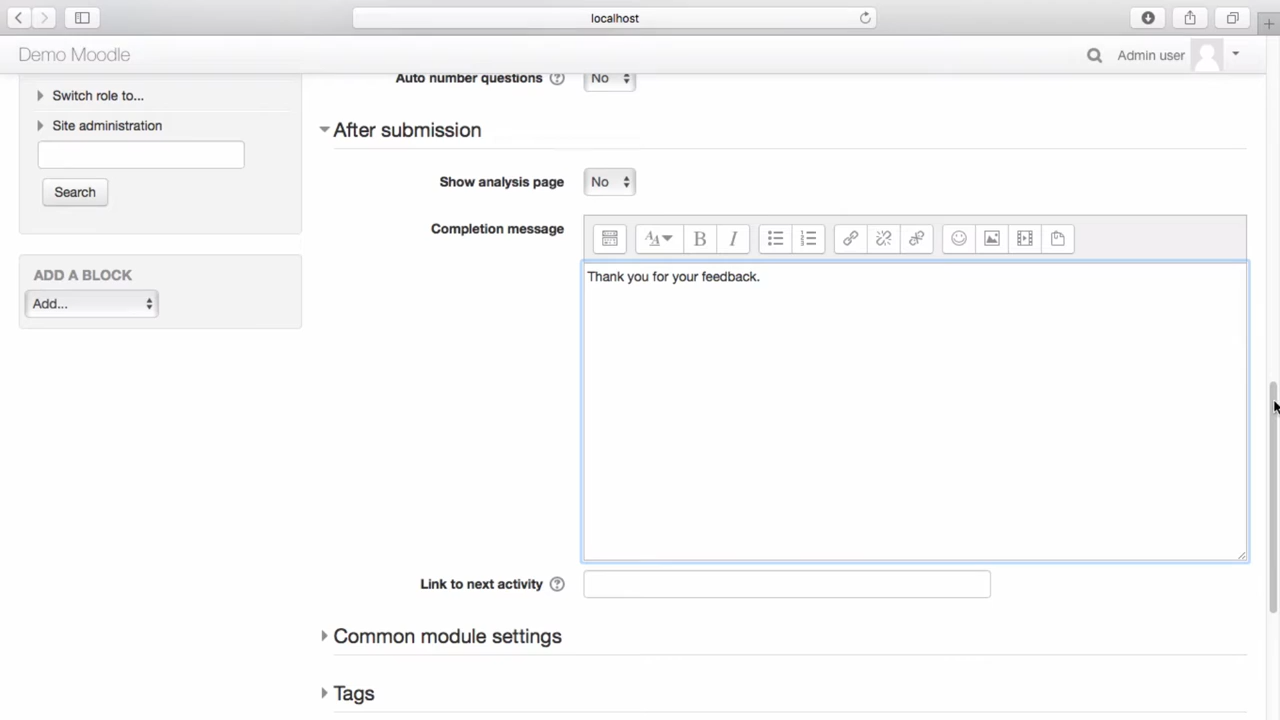 localhost
Demo Moodle
Admin user
Auto number questions
No
Switch role to...
Site administration
Search
ADD A BLOCK
Add...
After submission
Show analysis page
No
Completion message
Thank you for your feedback.
Link to next activity
Common module settings
Tags